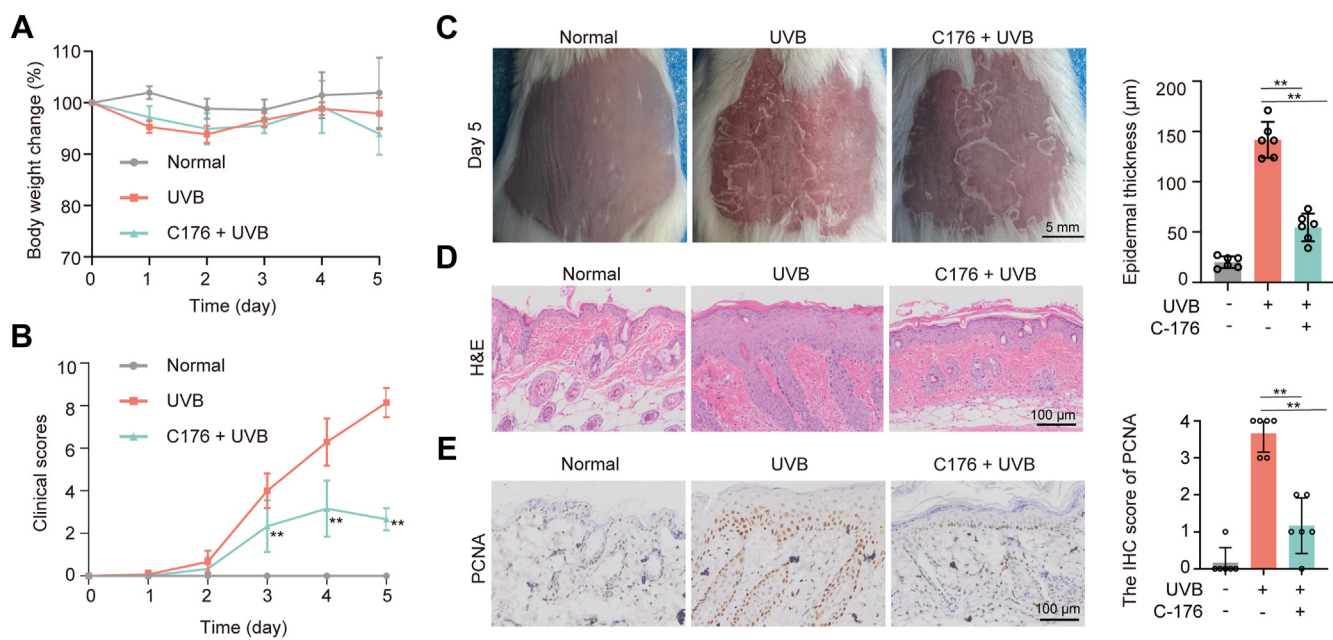 A
Body weight change (%)
110
100
90
80
70
Normal
UVB
C176 + UVB
0 1 2 3 4 5
Time (day)
B
Clinical scores
10
8
6
4
2
0
Normal
UVB
C176 + UVB
**
**
**
0 1 2 3 4 5
Time (day)
C
Normal UVB C176 + UVB
Day 5
5 mm
Epidermal thickness (μm)
200
150
100
50
0
**
**
UVB - + +
C-176 - - +
D
Normal UVB C176 + UVB
H&E
100 μm
E
Normal UVB C176 + UVB
PCNA
100 μm
The IHC score of PCNA
4
3
2
1
0
**
**
UVB - + +
C-176 - - +